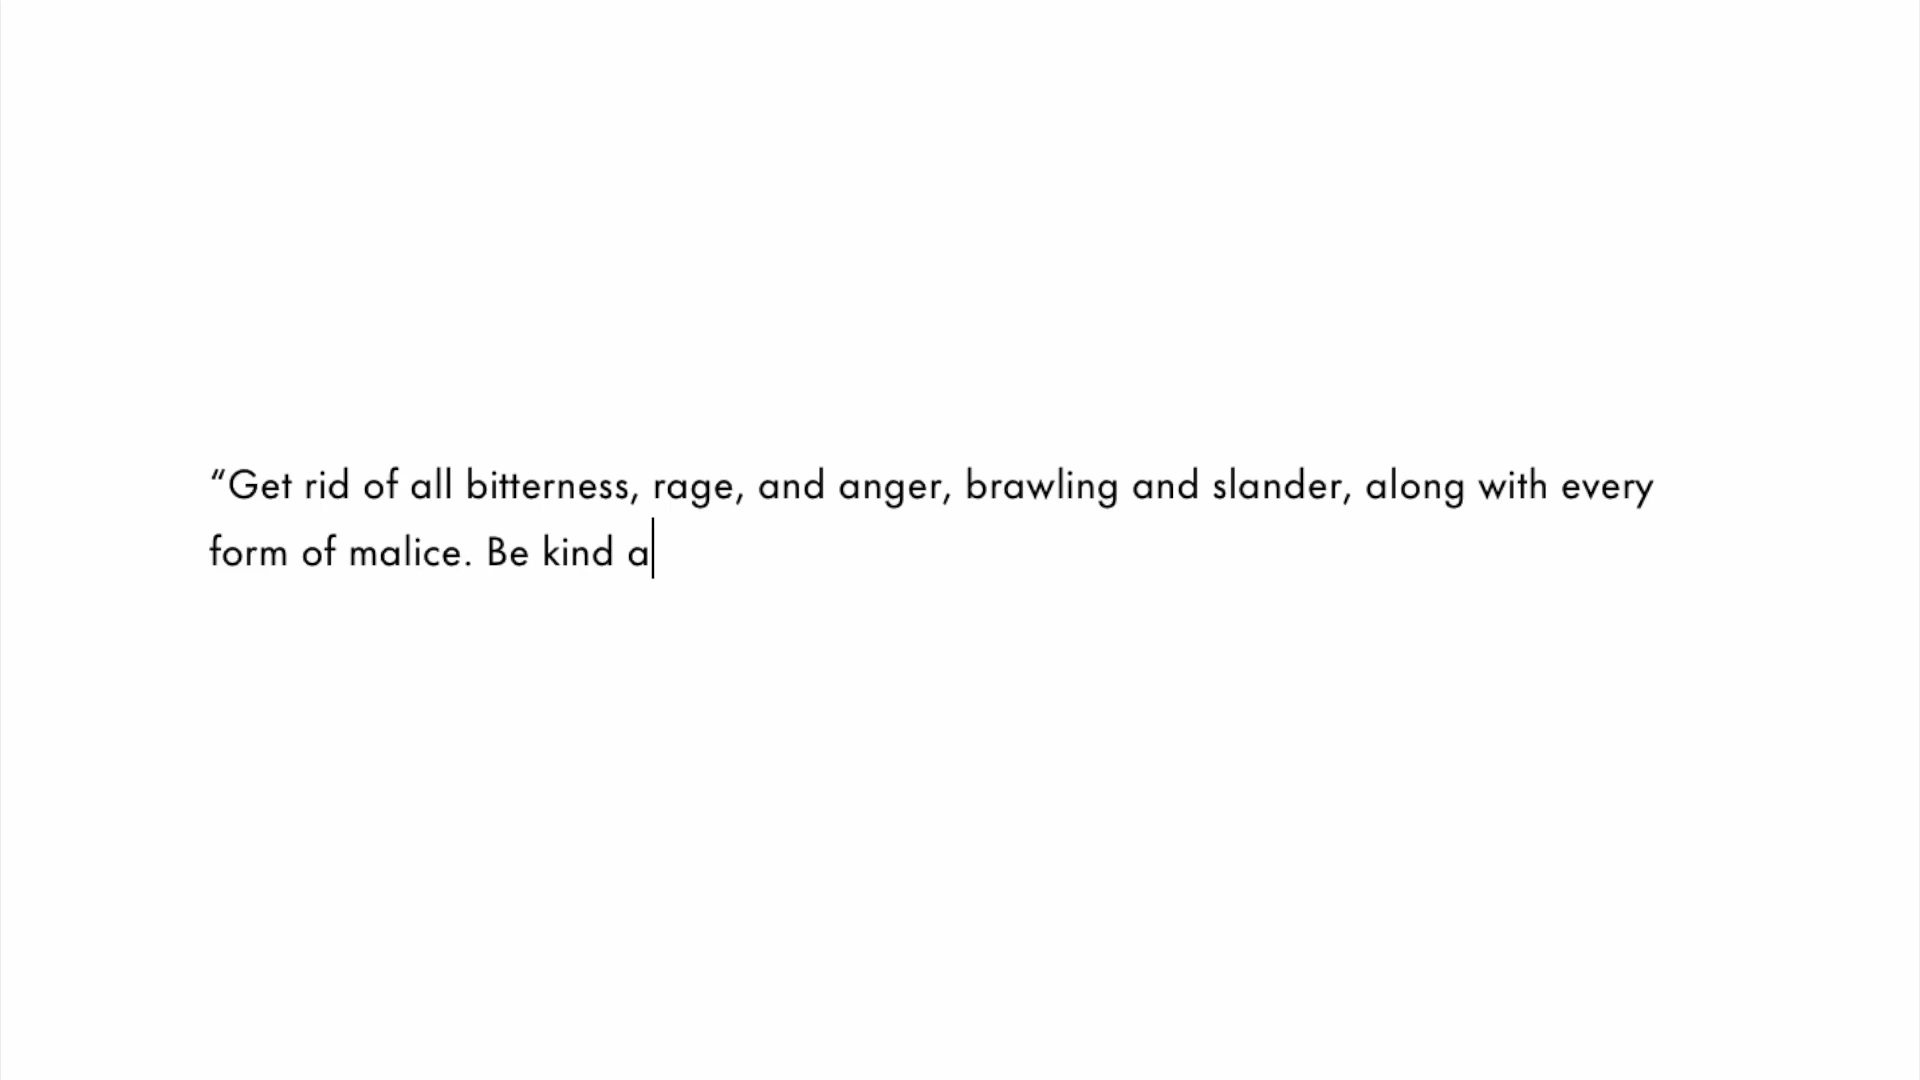 “Get rid of all bitterness, rage, and anger, brawling and slander, along with every
form of malice. Be kind a